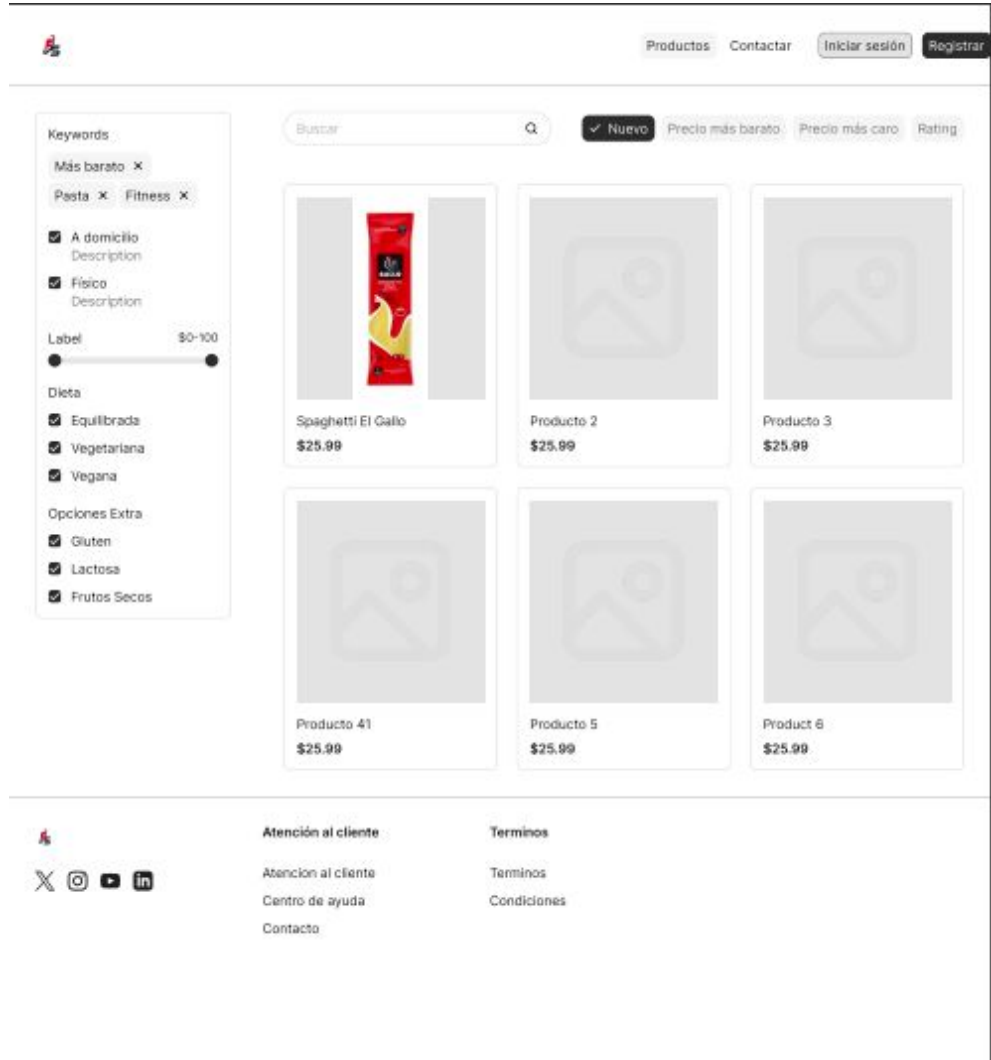 Productos Contactar Iniciar sesión Registrar
Keywords
Más barato
Pasta Fitness
A domicilio
Description
Físico
Description
Label $0-100
Dieta
Equilibrada
Vegetariana
Vegana
Opciones Extra
Gluten
Lactosa
Frutos Secos
Buscar
Nuevo Precio más barato Precio más caro Rating
Spaghetti El Gallo
$25.99
Producto 2
$25.99
Producto 3
$25.99
Producto 41
$25.99
Producto 5
$25.99
Product 6
$25.99
Atención al cliente
Atencion al cliente
Centro de ayuda
Contacto
Terminos
Terminos
Condiciones